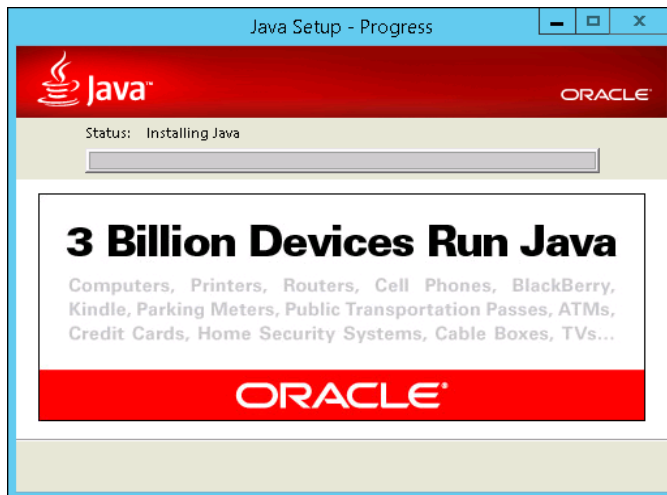 Java Setup - Progress
Java™
ORACLE®
Status: Installing Java
3 Billion Devices Run Java
Computers, Printers, Routers, Cell Phones, BlackBerry,
Kindle, Parking Meters, Public Transportation Passes, ATMs,
Credit Cards, Home Security Systems, Cable Boxes, TVs...
ORACLE®